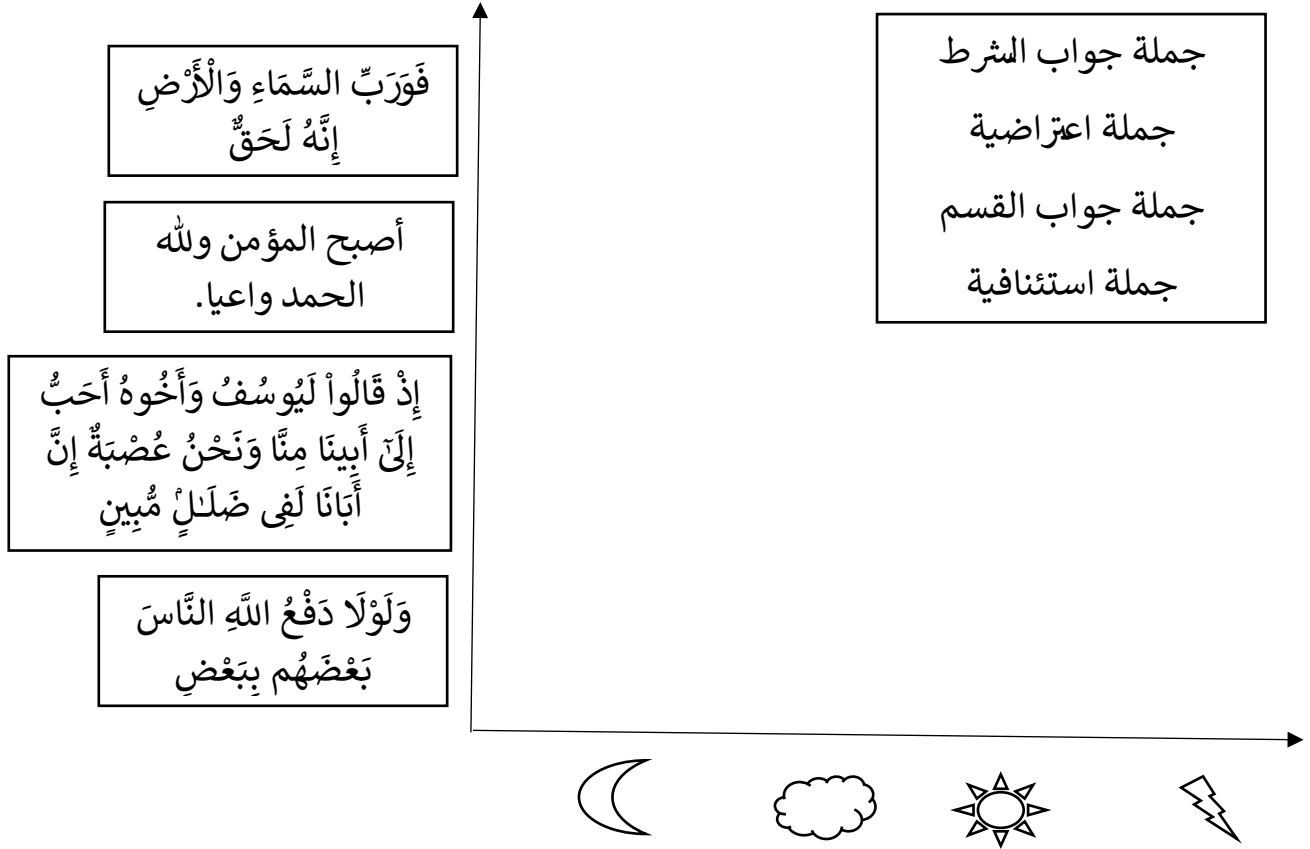 جملة جواب الشرط
جملة اعتراضية
جملة جواب القسم
جملة استئنافية
فَوَرَبِّ السَّمَاءِ وَالْأَرْضِ
إِنَّهُ لَحَقٌّ
أصبح المؤمن ولله
الحمد واعيا.
إِذْ قَالُوا۟ لَيُوسُفُ وَأَخُوهُ أَحَبُّ
إِلَىٰٓ أَبِينَا مِنَّا وَنَحْنُ عُصْبَةٌ إِنَّ
أَبَانَا لَفِى ضَلَـٰلٍۢ مُّبِينٍ
وَلَوْلَا دَفْعُ اللَّهِ النَّاسَ
بَعْضَهُم بِبَعْضٍ